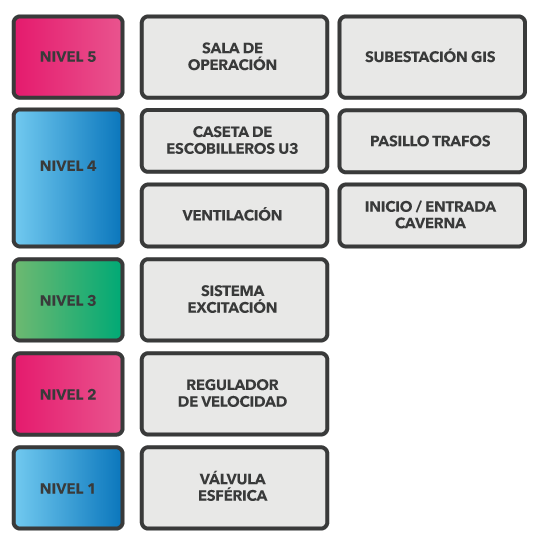 NIVEL 5
SALA DE
OPERACIÓN
SUBESTACIÓN GIS
NIVEL 4
CASETA DE
ESCOBILLEROS U3
PASILLO TRAFOS
VENTILACIÓN
INICIO / ENTRADA
CAVERNA
NIVEL 3
SISTEMA
EXCITACIÓN
NIVEL 2
REGULADOR
DE VELOCIDAD
NIVEL 1
VÁLVULA
ESFÉRICA